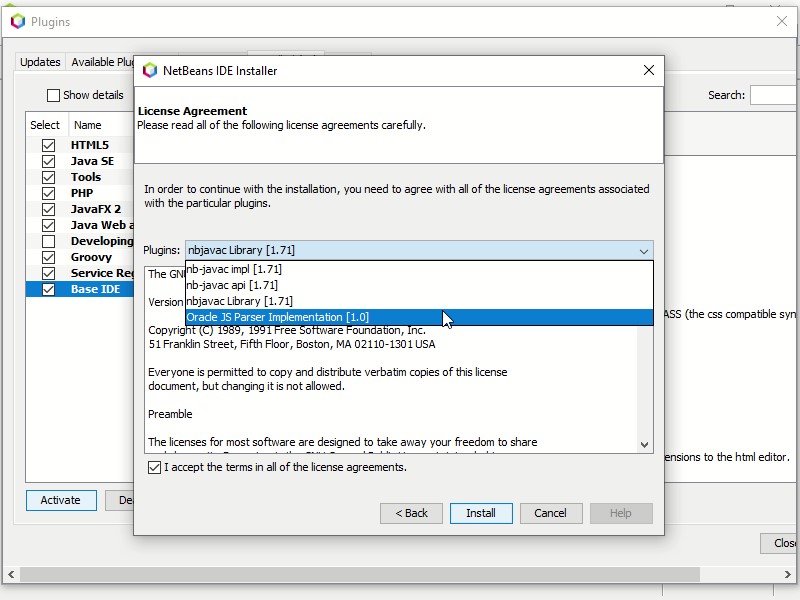 Plugins
Updates
Available Plug
Show details
Search:
Select
Name
HTML5
Java SE
Tools
PHP
JavaFX 2
Java Web a
Developing
Groovy
Service Reg
Base IDE
ASS (the css compatible syn
ensions to the html editor.
Activate
Dea
Close
NetBeans IDE Installer
License Agreement
Please read all of the following license agreements carefully.
In order to continue with the installation, you need to agree with all of the license agreements associated
with the particular plugins.
Plugins:
nbjavac Library [1.71]
nb-javac impl [1.71]
nb-javac api [1.71]
nbjavac Library [1.71]
Oracle JS Parser Implementation [1.0]
The GN
Version
Copyright (C) 1989, 1991 Free Software Foundation, Inc.
51 Franklin Street, Fifth Floor, Boston, MA 02110-1301 USA
Everyone is permitted to copy and distribute verbatim copies of this license
document, but changing it is not allowed.
Preamble
The licenses for most software are designed to take away your freedom to share
I accept the terms in all of the license agreements.
< Back
Install
Cancel
Help